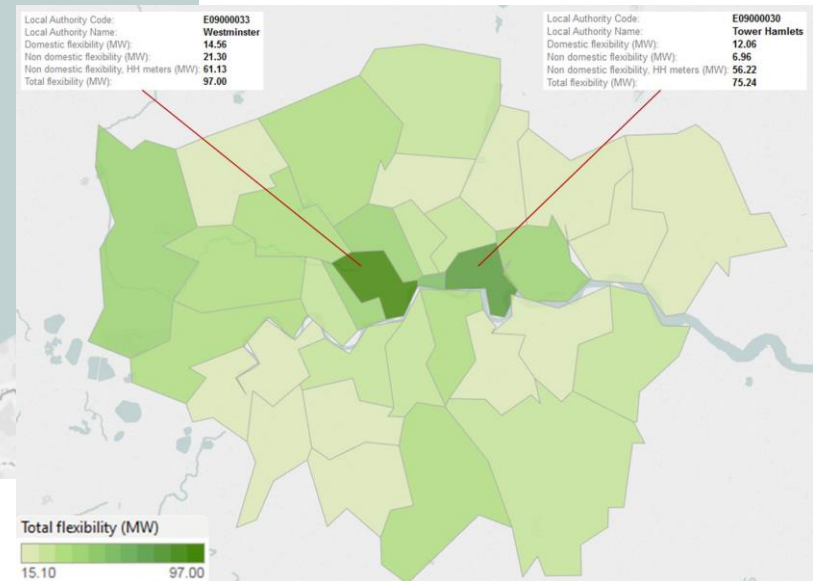 Local Authority Code: E09000033
Local Authority Name: Westminster
Domestic flexibility (MW): 14.56
Non domestic flexibility (MW): 21.30
Non domestic flexibility, HH meters (MW): 61.13
Total flexibility (MW): 97.00
Local Authority Code: E09000030
Local Authority Name: Tower Hamlets
Domestic flexibility (MW): 12.06
Non domestic flexibility (MW): 6.96
Non domestic flexibility, HH meters (MW): 56.22
Total flexibility (MW): 75.24
Total flexibility (MW)
15.10 97.00